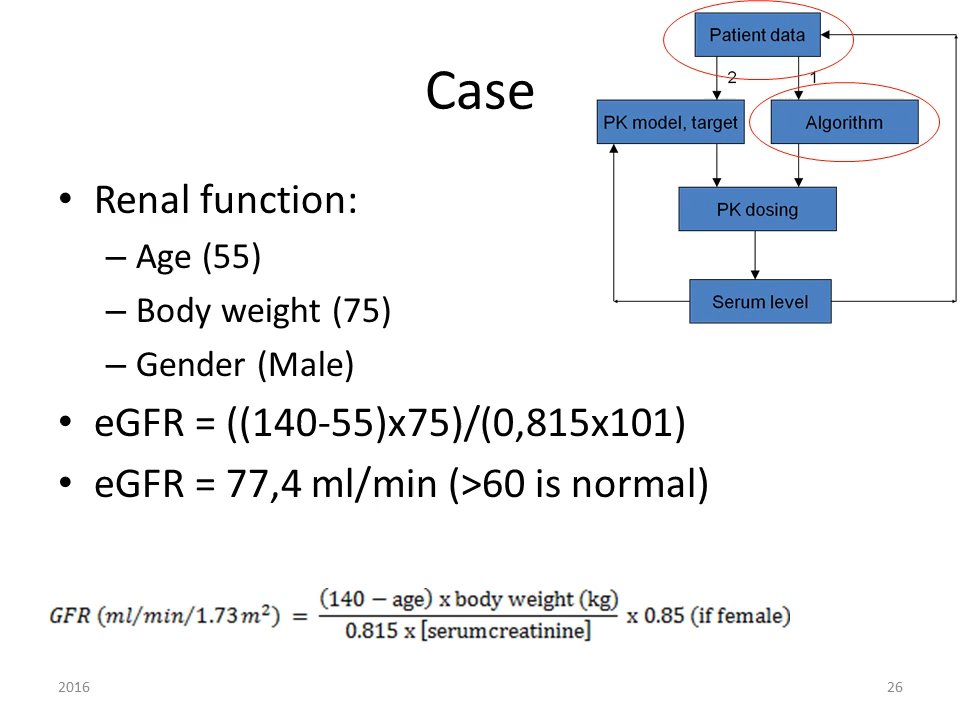 Case
Patient data
2
1
PK model, target
Algorithm
PK dosing
Serum level
• Renal function:
– Age (55)
– Body weight (75)
– Gender (Male)
• eGFR = ((140-55)x75)/(0,815x101)
• eGFR = 77,4 ml/min (>60 is normal)
GFR (ml/min/1.73m²) = (140 − age) x body weight (kg)
0.815 x [serumcreatinine]
x 0.85 (if female)
2016
26